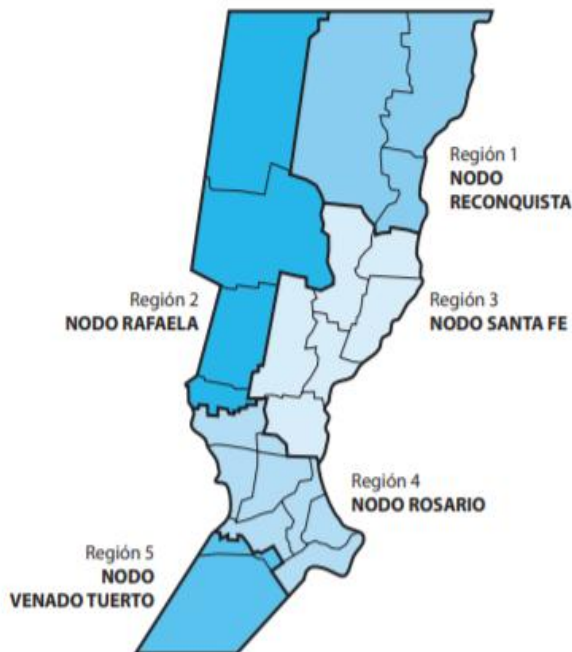 Región 1
NODO
RECONQUISTA
Región 2
NODO RAFAELA
Región 3
NODO SANTA FE
Región 4
NODO ROSARIO
Región 5
NODO
VENADO TUERTO